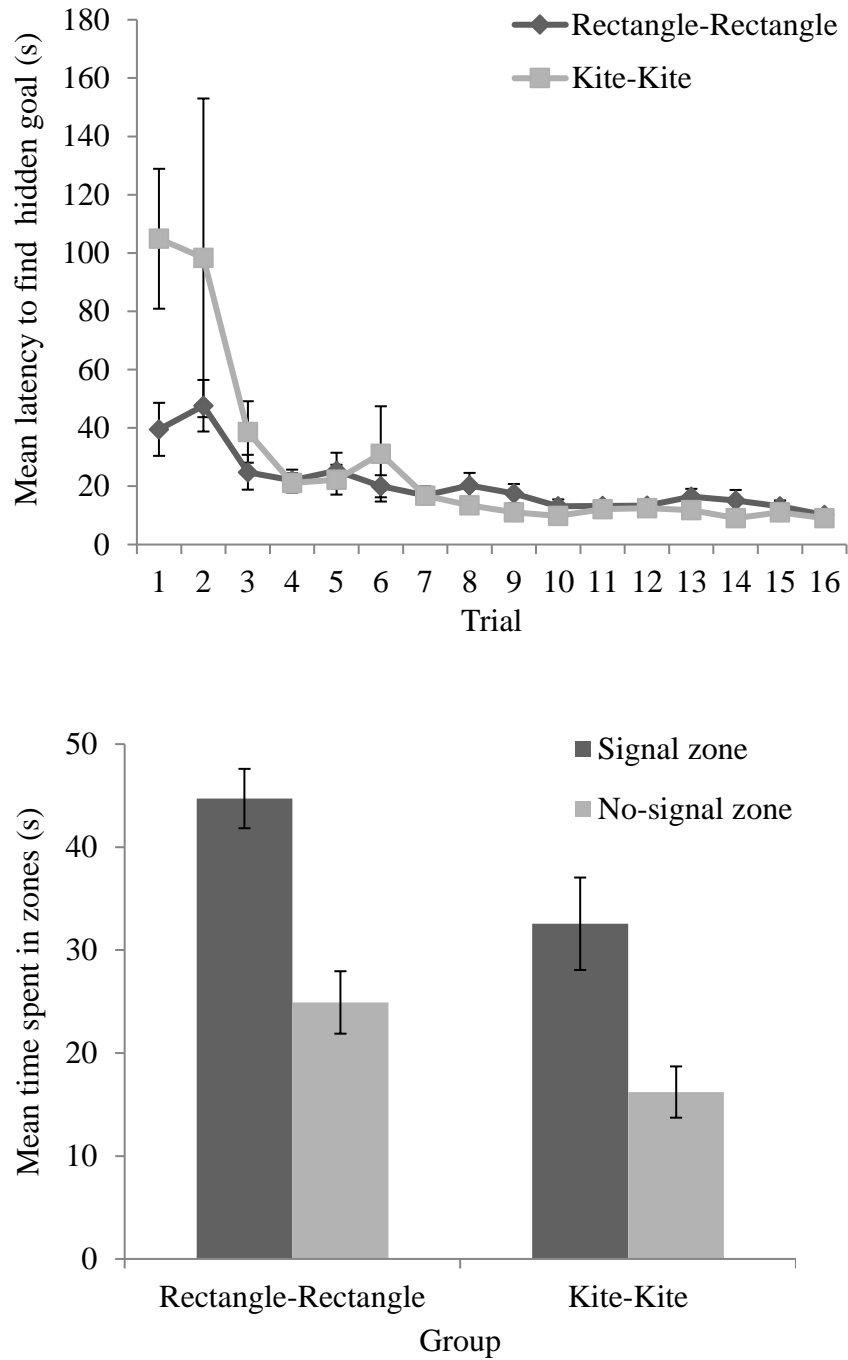 Mean latency to find hidden goal (s)
180
160
140
120
100
80
60
40
20
0
Rectangle-Rectangle
Kite-Kite
1 2 3 4 5 6 7 8 9 10 11 12 13 14 15 16
Trial
Mean time spent in zones (s)
50
40
30
20
10
0
Signal zone
No-signal zone
Rectangle-Rectangle Kite-Kite
Group